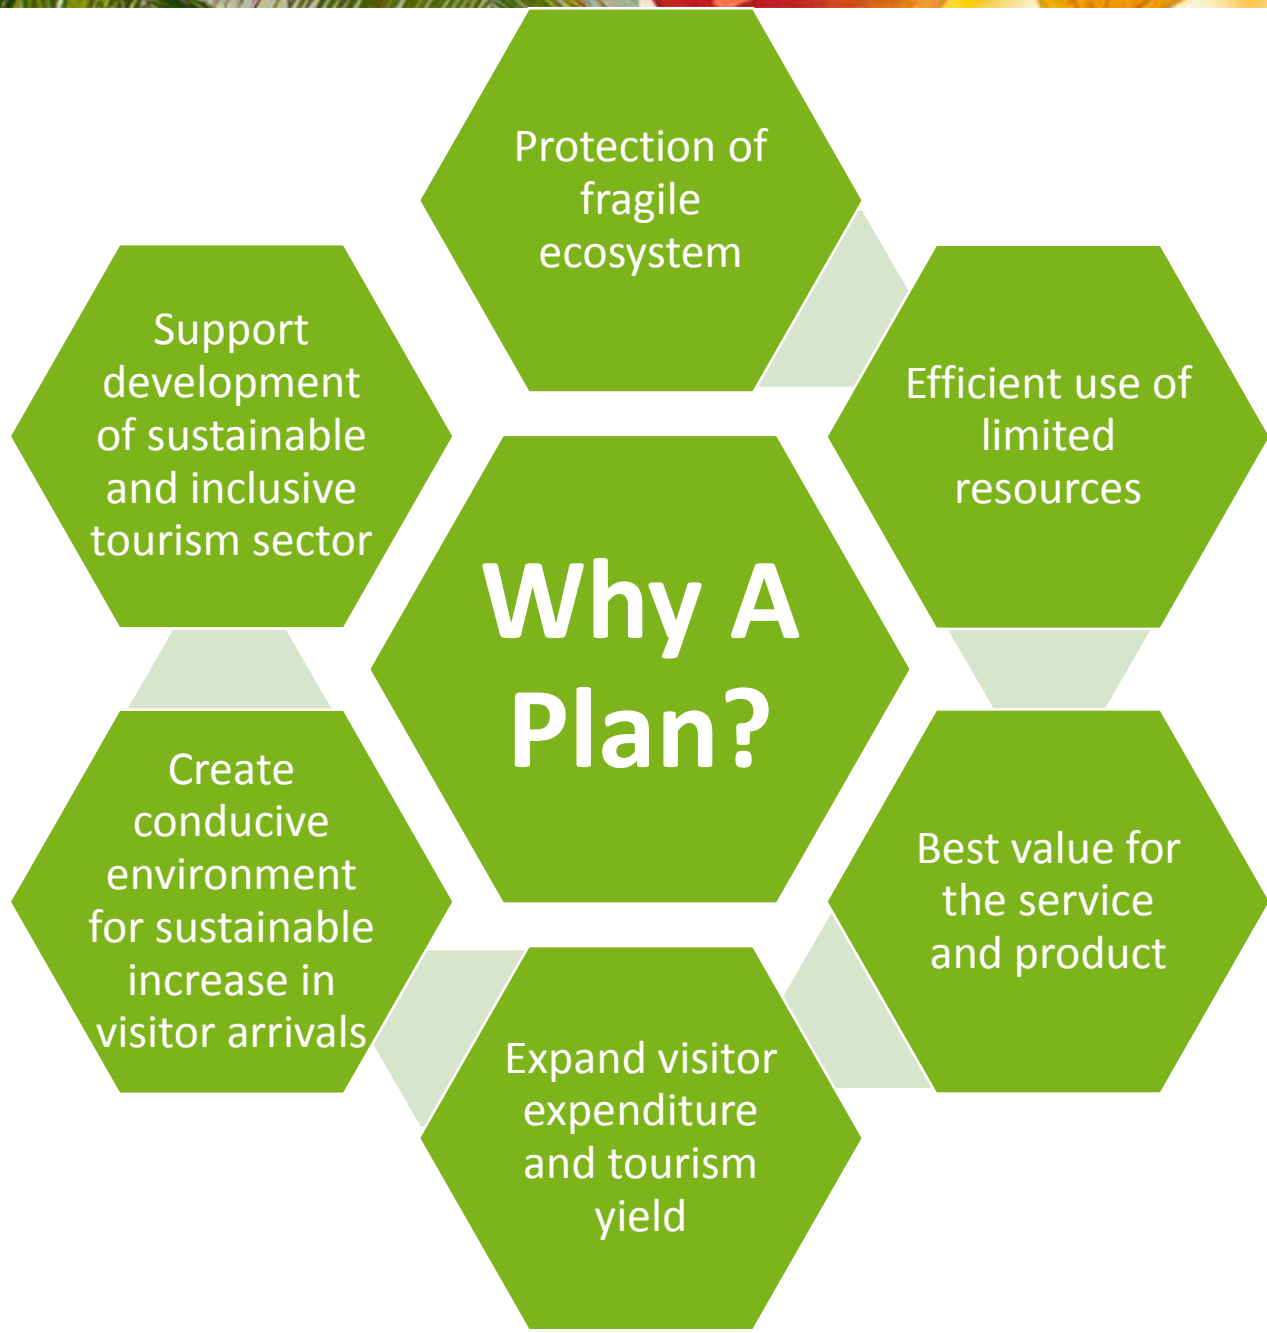 Protection of
fragile
ecosystem
Efficient use of
limited
resources
Best value for
the service
and product
Expand visitor
expenditure
and tourism
yield
Create
conducive
environment
for sustainable
increase in
visitor arrivals
Support
development
of sustainable
and inclusive
tourism sector
Why A
Plan?